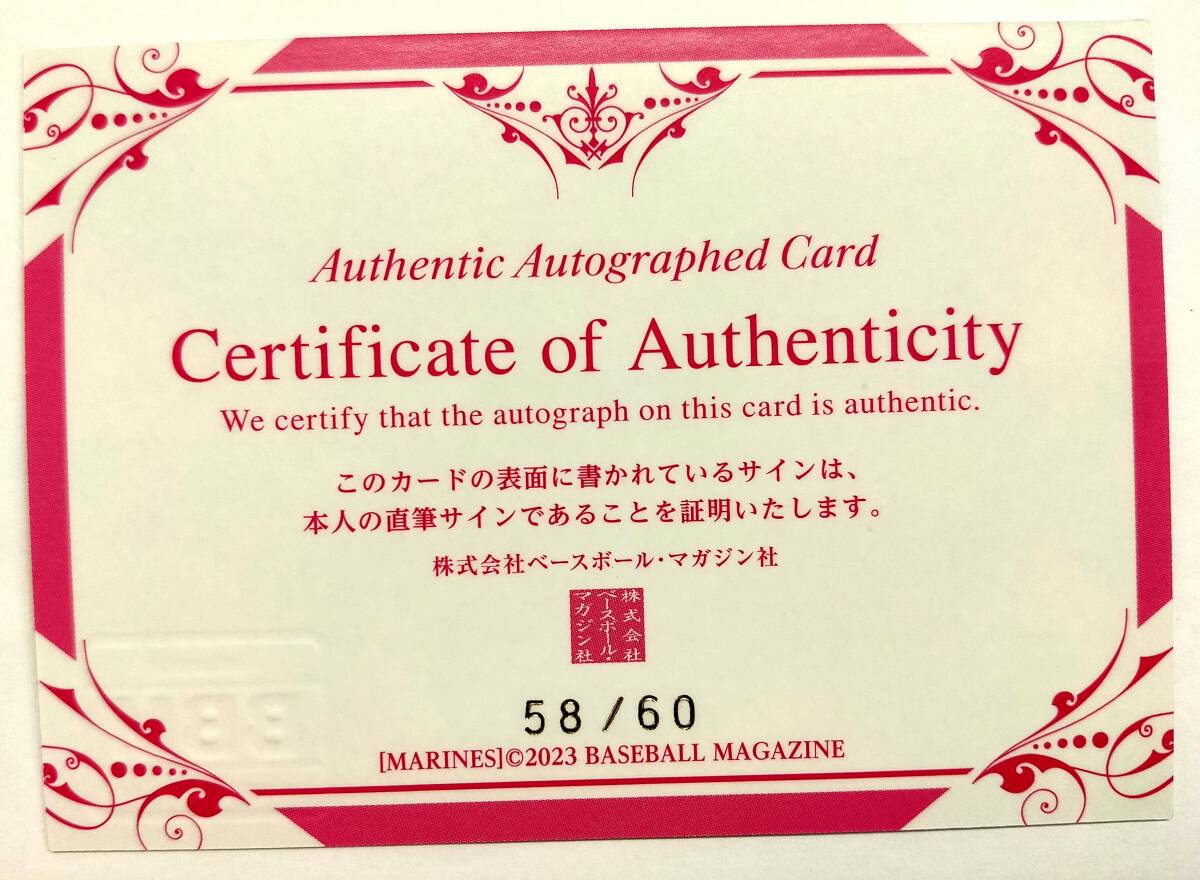 Authentic Autographed Card
Certificate of Authenticity
We certify that the autograph on this card is authentic.
このカードの表面に書かれているサインは、
本人の直筆サインであることを証明いたします。
株式会社ベースボール・マガジン社
株式会社
ベースボール・
マガジン社
58/60
[MARINES]©2023 BASEBALL MAGAZINE